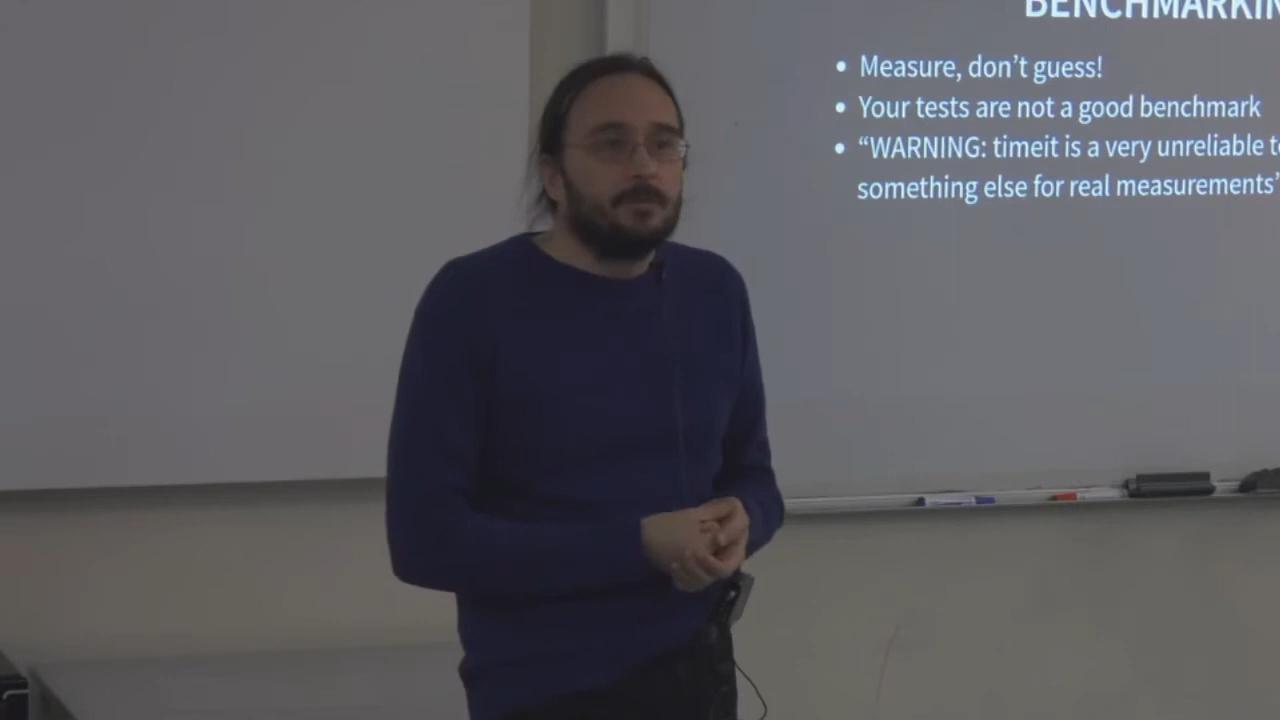 BENCHMARKIN
• Measure, don't guess!
• Your tests are not a good benchmark
• "WARNING: timeit is a very unreliable
something else for real measurements"